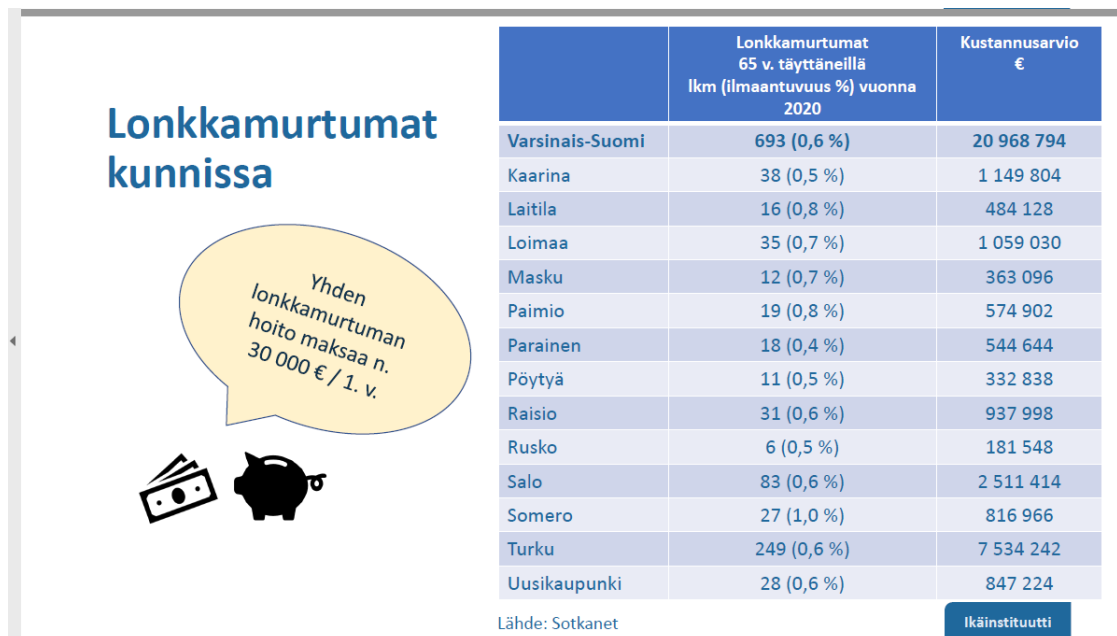 Lonkkamurtumat
kunnissa
Yhden
lonkkamurtuman
hoito maksaa n.
30 000 € / 1. v.
Lonkkamurtumat
65 v. täyttäneillä
lkm (ilmaantuvuus %) vuonna
2020
Kustannusarvio
€
Varsinais-Suomi 693 (0,6 %) 20 968 794
Kaarina 38 (0,5 %) 1 149 804
Laitila 16 (0,8 %) 484 128
Loimaa 35 (0,7 %) 1 059 030
Masku 12 (0,7 %) 363 096
Paimio 19 (0,8 %) 574 902
Parainen 18 (0,4 %) 544 644
Pöytyä 11 (0,5 %) 332 838
Raisio 31 (0,6 %) 937 998
Rusko 6 (0,5 %) 181 548
Salo 83 (0,6 %) 2 511 414
Somero 27 (1,0 %) 816 966
Turku 249 (0,6 %) 7 534 242
Uusikaupunki 28 (0,6 %) 847 224
Lähde: Sotkanet
Ikäinstituutti